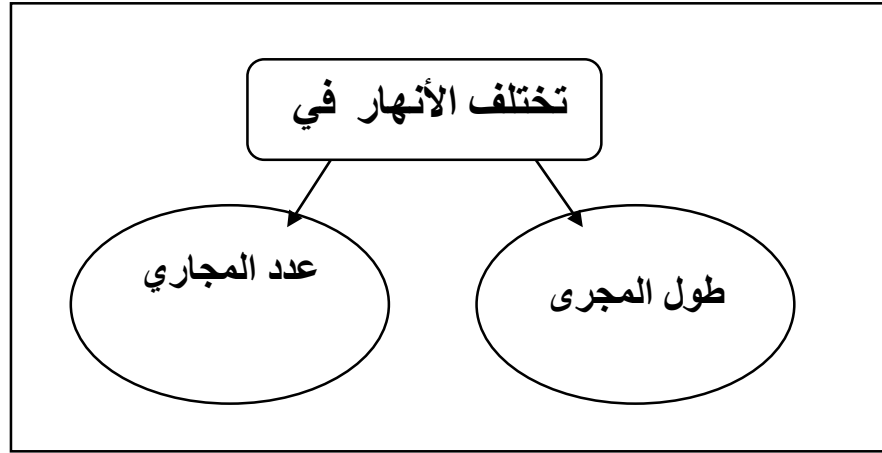 تختلف الأنهار في
طول المجرى
عدد المجاري